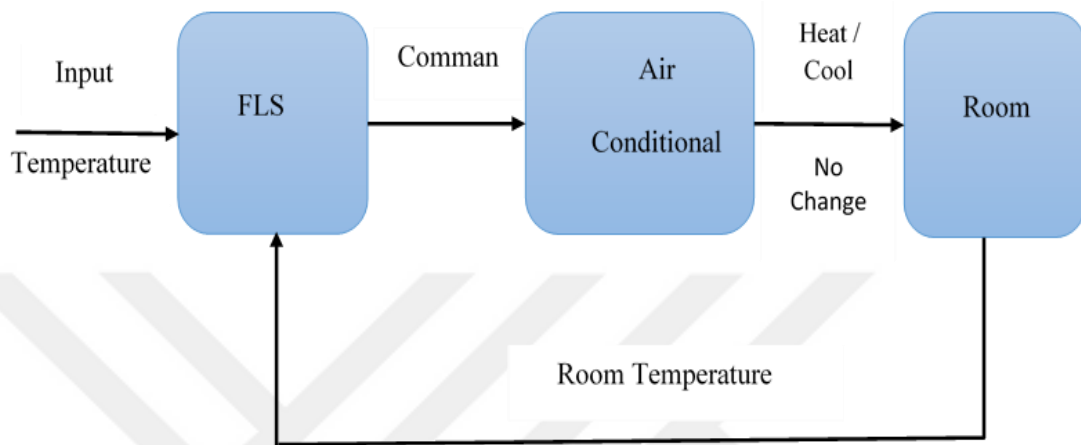 Input
Temperature
FLS
Comman
Air
Conditional
Heat /
Cool
No
Change
Room
Room Temperature